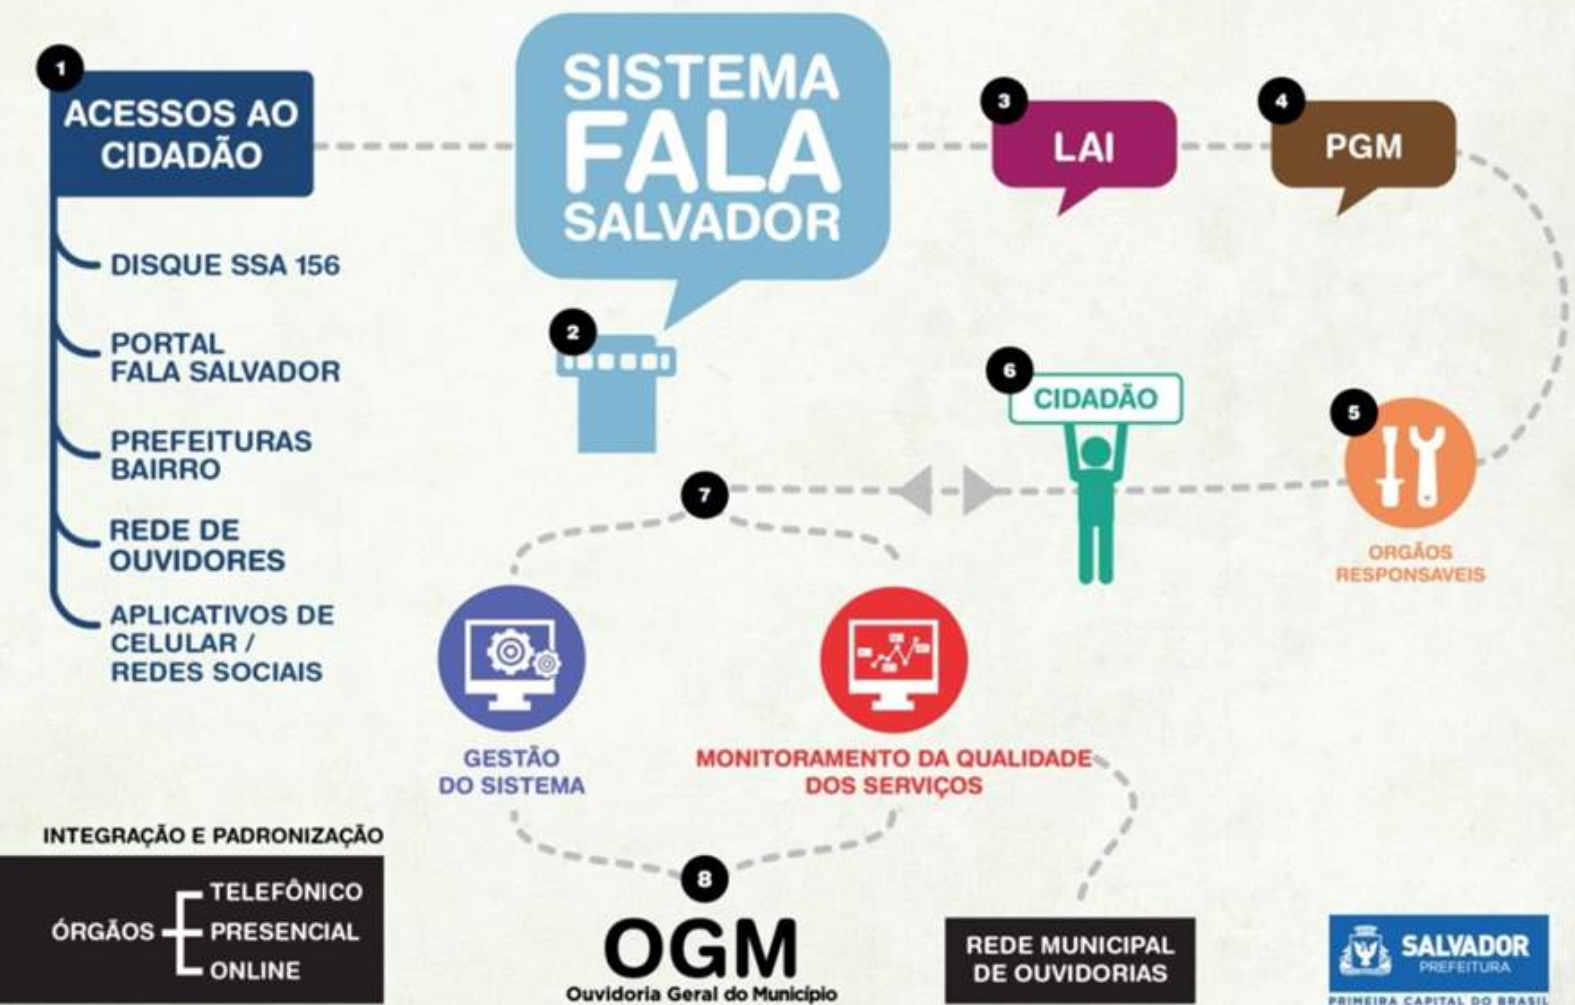 1
ACESSOS AO
CIDADÃO
DISQUE SSA 156
PORTAL
FALA SALVADOR
PREFEITURAS
BAIRRO
REDE DE
OUVIDORES
APLICATIVOS DE
CELULAR /
REDES SOCIAIS
SISTEMA
FALA
SALVADOR
2
3
LAI
4
PGM
5
ORGÃOS
RESPONSAVEIS
6
CIDADÃO
7
GESTÃO
DO SISTEMA
MONITORAMENTO DA QUALIDADE
DOS SERVIÇOS
8
OGM
Ouvidoria Geral do Município
INTEGRAÇÃO E PADRONIZAÇÃO
ÓRGÃOS
TELEFÔNICO
PRESENCIAL
ONLINE
REDE MUNICIPAL
DE OUVIDORIAS
SALVADOR
PREFEITURA
PRIMEIRA CAPITAL DO BRASIL